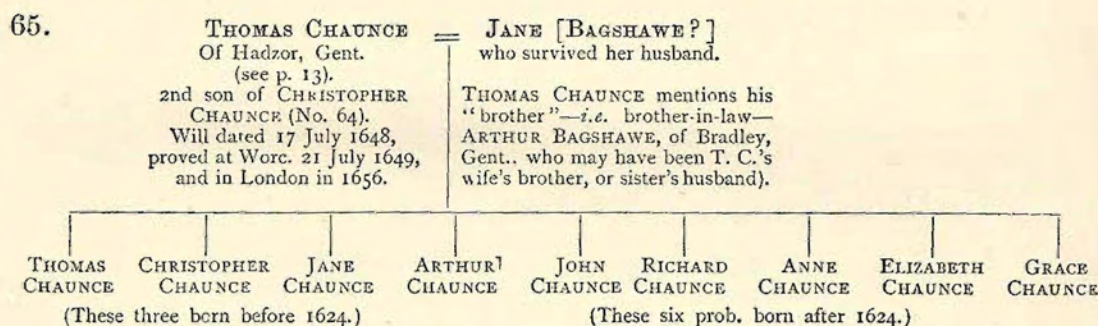 65.
THOMAS CHAUNCE = JANE [BAGSHAWE?]
Of Hadzor, Gent.
(see p. 13).
2nd son of CHRISTOPHER
CHAUNCE (No. 64).
Will dated 17 July 1648,
proved at Worc. 21 July 1649,
and in London in 1656.
who survived her husband.
THOMAS CHAUNCE mentions his
"brother"—i.e. brother-in-law—
ARTHUR BAGSHAWE, of Bradley,
Gent., who may have been T. C.'s
wife's brother, or sister's husband).
THOMAS CHAUNCE
CHRISTOPHER CHAUNCE
JANE CHAUNCE
ARTHUR CHAUNCE
JOHN CHAUNCE
RICHARD CHAUNCE
ANNE CHAUNCE
ELIZABETH CHAUNCE
GRACE CHAUNCE
(These three born before 1624.)
(These six prob. born after 1624.)